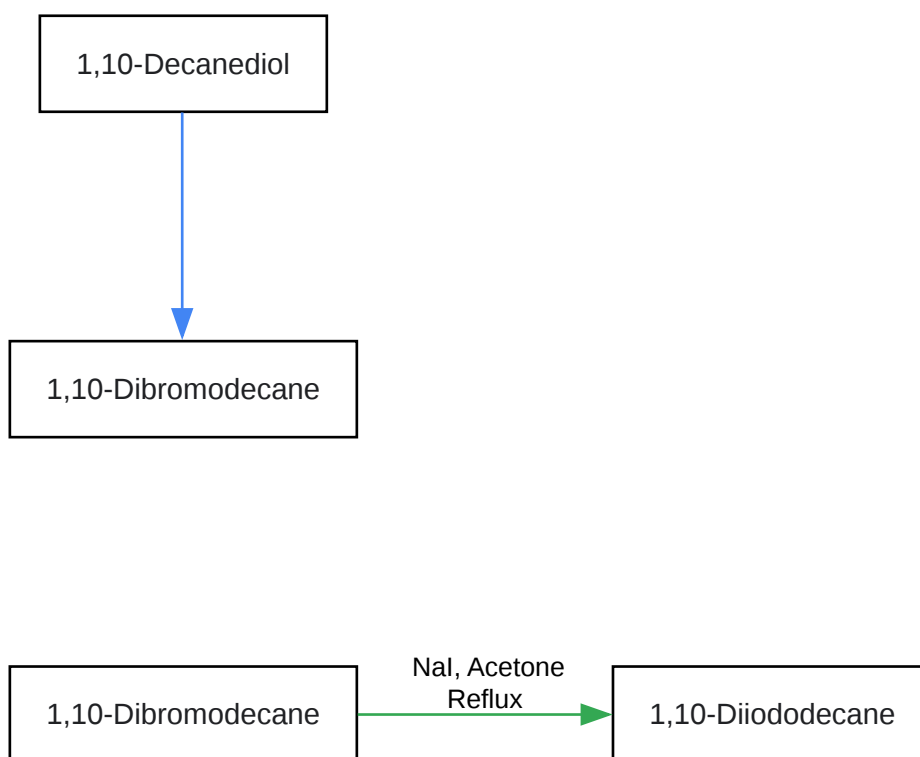 1,10-Decanediol
1,10-Dibromodecane
NaI, Acetone
Reflux
1,10-Dibromodecane
1,10-Diiododecane